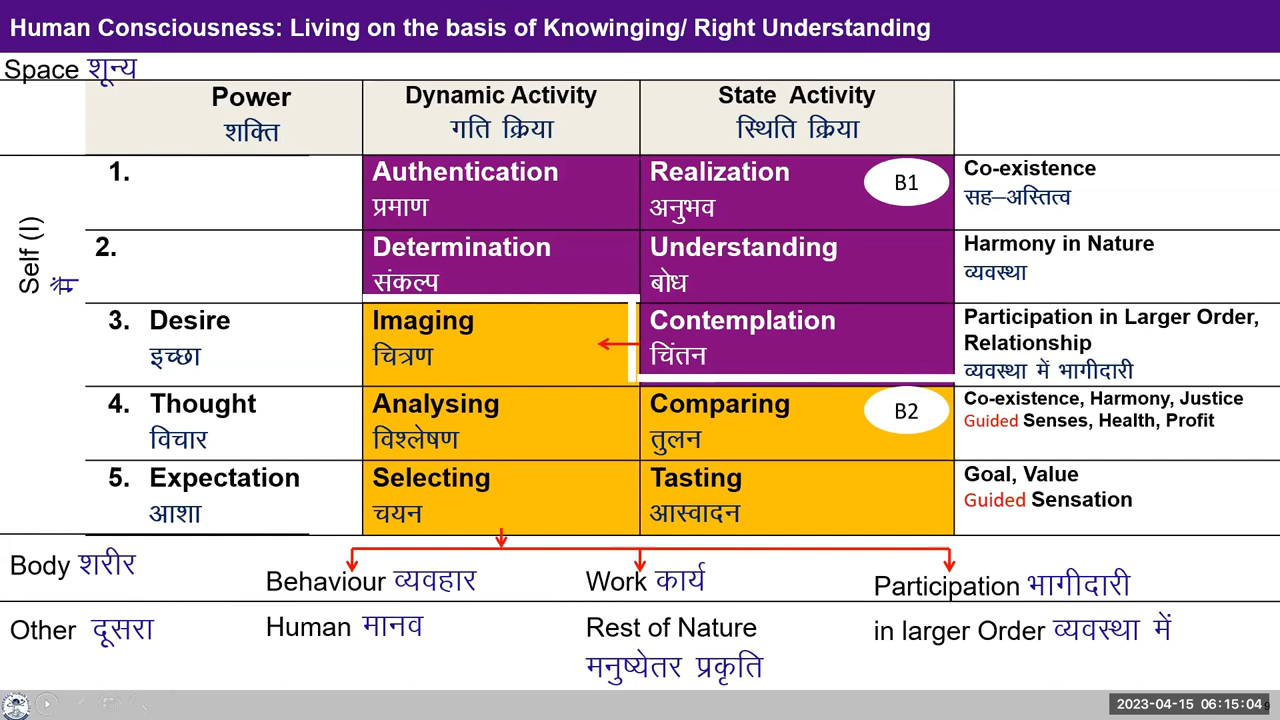 Human Consciousness: Living on the basis of Knowinging/ Right Understanding
Space शून्य
Power
शक्ति
Dynamic Activity
गति क्रिया
State Activity
स्थिति क्रिया
Self (I)
मैं
1.
Authentication
प्रमाण
Realization
अनुभव
B1
Co-existence
सह–अस्तित्व
2.
Determination
संकल्प
Understanding
बोध
Harmony in Nature
व्यवस्था
3. Desire
इच्छा
Imaging
चित्रण
Contemplation
चिंतन
Participation in Larger Order,
Relationship
व्यवस्था में भागीदारी
4. Thought
विचार
Analysing
विश्लेषण
Comparing
तुलन
B2
Co-existence, Harmony, Justice
Guided Senses, Health, Profit
5. Expectation
आशा
Selecting
चयन
Tasting
आस्वादन
Goal, Value
Guided Sensation
Body शरीर
Behaviour व्यवहार
Work कार्य
Participation भागीदारी
Other दूसरा
Human मानव
Rest of Nature
मनुष्येतर प्रकृति
in larger Order व्यवस्था में
2023-04-15 06:15:04
9